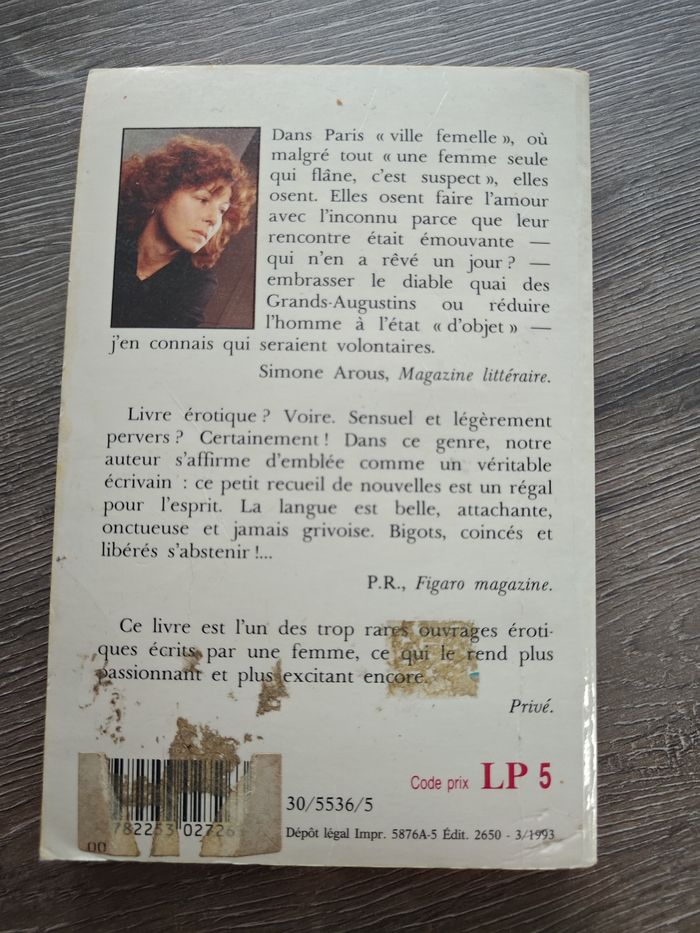 Dans Paris « ville femelle », où
malgré tout « une femme seule
qui flâne, c'est suspect », elles
osent. Elles osent faire l'amour
avec l'inconnu parce que leur
rencontre était émouvante —
qui n'en a rêvé un jour ? —
embrasser le diable quai des
Grands-Augustins ou réduire
l'homme à l'état « d'objet » —
j'en connais qui seraient volontaires.
Simone Arous, Magazine littéraire.
Livre érotique ? Voire. Sensuel et légèrement
pervers ? Certainement ! Dans ce genre, notre
auteur s'affirme d'emblée comme un véritable
écrivain : ce petit recueil de nouvelles est un régal
pour l'esprit. La langue est belle, attachante,
onctueuse et jamais grivoise. Bigots, coincés et
libérés s'abstenir !...
P.R., Figaro magazine.
Ce livre est l'un des trop rares ouvrages éroti-
ques écrits par une femme, ce qui le rend plus
passionnant et plus excitant encore.
Privé.
Code prix LP 5
30/5536/5
782253 02726
Dépôt légal Impr. 5876A-5 Édit. 2650 - 3/1993